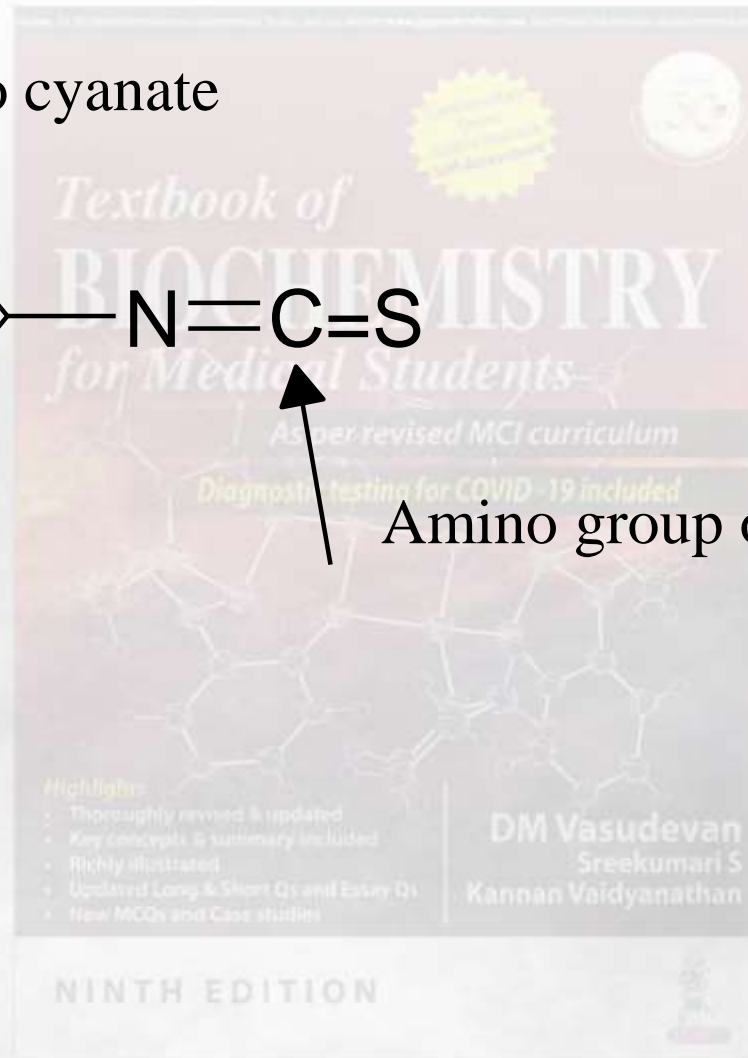 cyanate
Textbook of
BIOCHEMISTRY
N=C=S
for Medical Students
As per revised MCI curriculum
Diagnostic testing for COVID-19 included
Amino group
Highlights
• Thoroughly revised & updated
• Key concepts & summary included
• Richly illustrated
• Updated Long & Short Qs and Essay Qs
• New MCQs and Case studies
DM Vasudevan
Sreekumari S
Kannan Vaidyanathan
NINTH EDITION